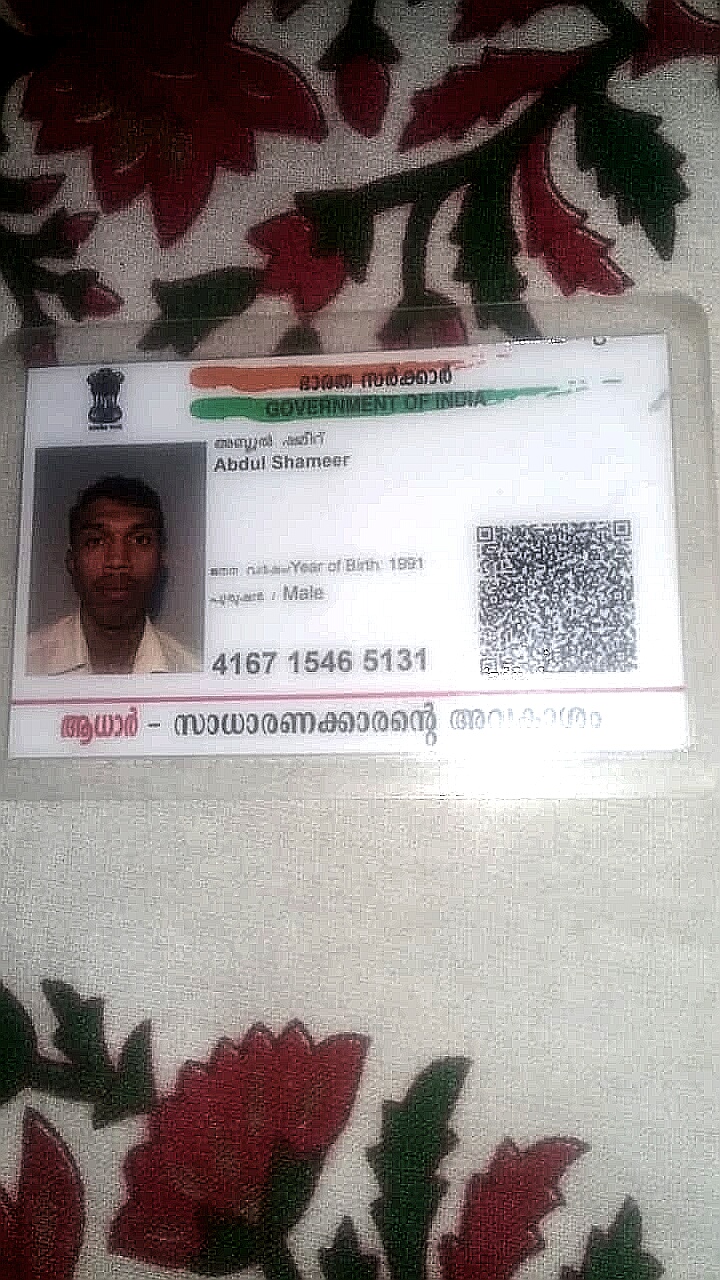 ഭാരത സർക്കാർ
GOVERNMENT OF INDIA
അബ്ദുൽ ഷമീർ
Abdul Shameer
ജനന വർഷം/Year of Birth: 1991
പുരുഷൻ / Male
4167 1546 5131
ആധാർ - സാധാരണക്കാരന്റെ അവകാശം